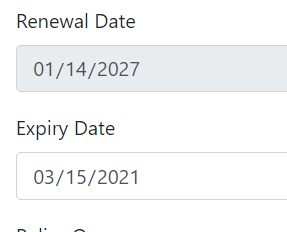 Renewal Date
01/14/2027
Expiry Date
03/15/2021